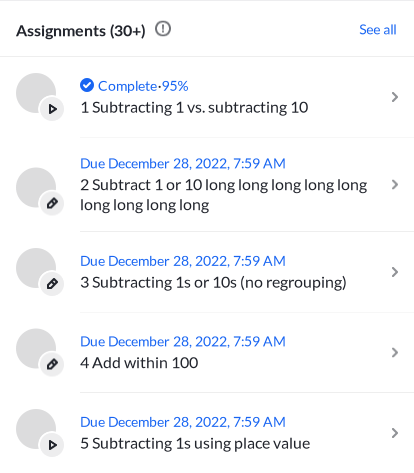 Assignments (30+)
See all
Complete·95%
1 Subtracting 1 vs. subtracting 10
Due December 28, 2022, 7:59 AM
2 Subtract 1 or 10 long long long long long
long long long long
Due December 28, 2022, 7:59 AM
3 Subtracting 1s or 10s (no regrouping)
Due December 28, 2022, 7:59 AM
4 Add within 100
Due December 28, 2022, 7:59 AM
5 Subtracting 1s using place value